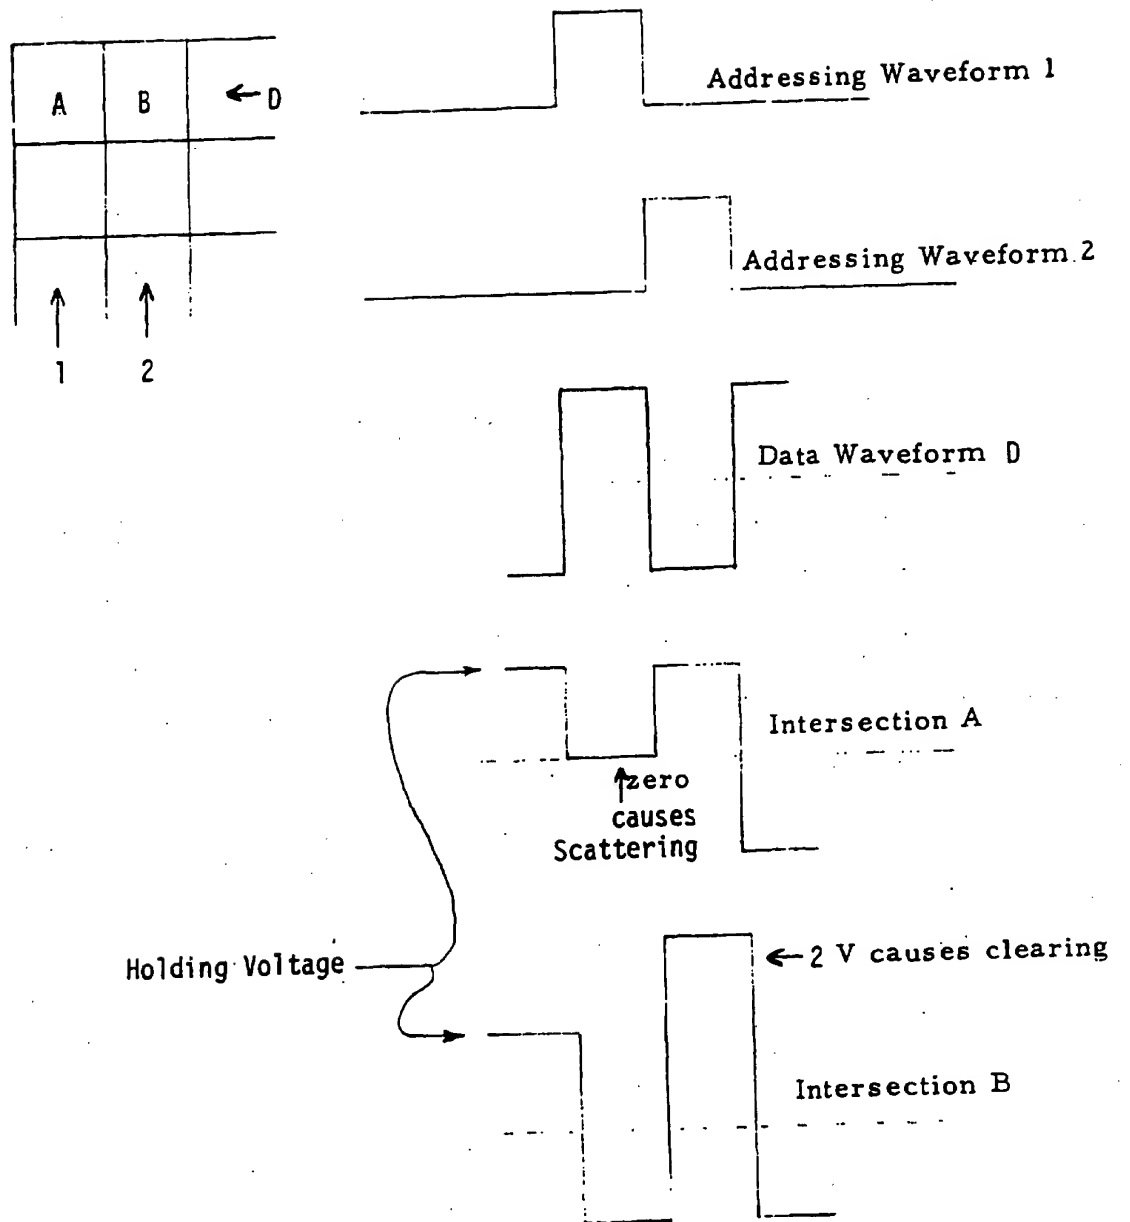 Addressing Waveform 1
A B ← D
Addressing Waveform 2
1 2
Data Waveform D
Intersection A
zero
causes
Scattering
Holding Voltage
← 2 V causes clearing
Intersection B